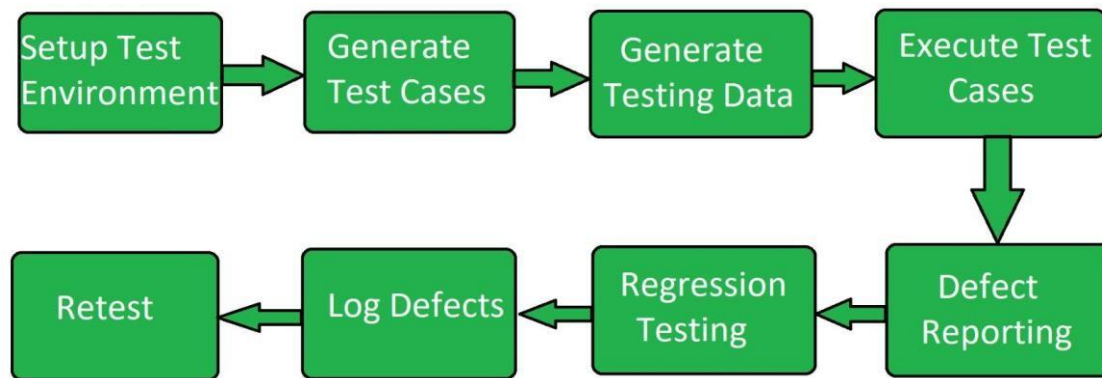 Setup Test
Environment
Generate
Test Cases
Generate
Testing Data
Execute Test
Cases
Defect
Reporting
Regression
Testing
Log Defects
Retest